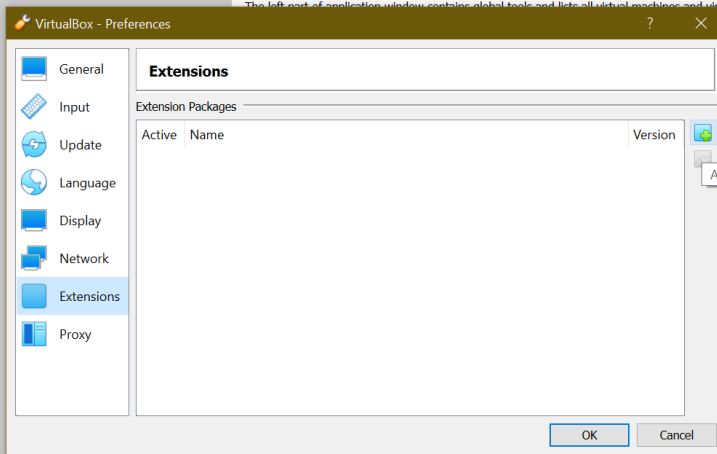 The left part of application window contains global tools and lists all virtual machines and
VirtualBox - Preferences
?
General
Input
Update
Language
Display
Network
Extensions
Proxy
Extensions
Extension Packages
Active Name Version
A
OK Cancel